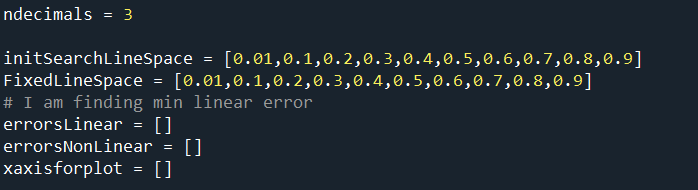 ndecimals = 3
initSearchLineSpace = [0.01,0.1,0.2,0.3,0.4,0.5,0.6,0.7,0.8,0.9]
FixedLineSpace = [0.01,0.1,0.2,0.3,0.4,0.5,0.6,0.7,0.8,0.9]
# I am finding min linear error
errorsLinear = []
errorsNonLinear = []
xaxisforplot = []